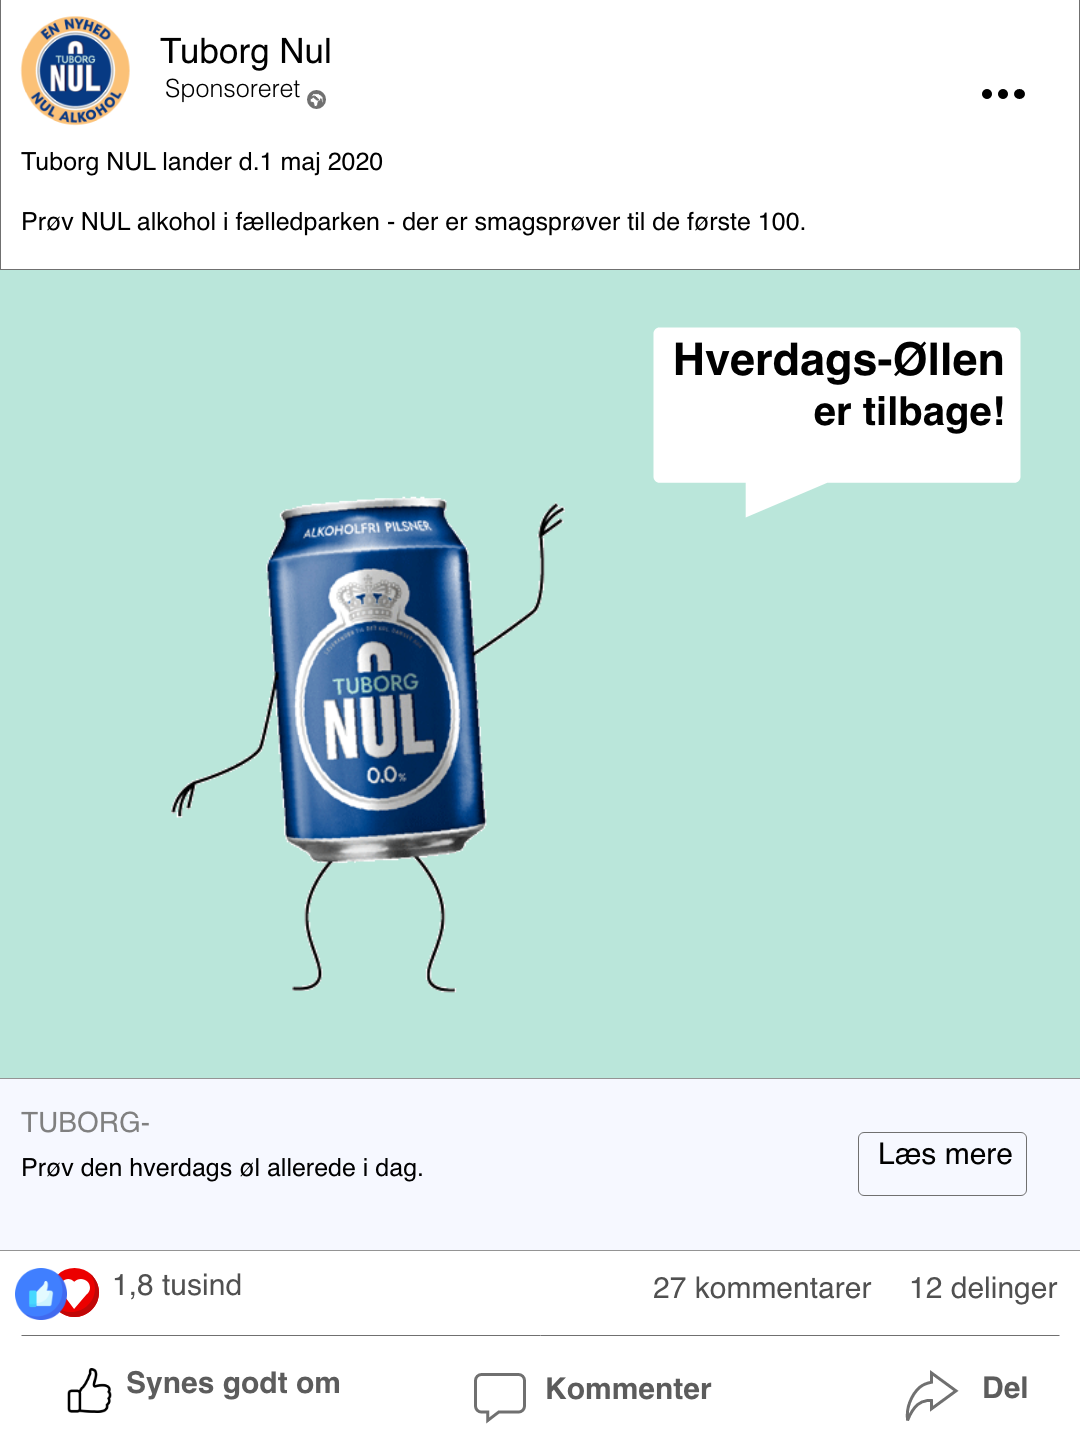 EN NYHED
TUBORG
NUL
NUL ALKOHOL
Tuborg Nul
Sponsoreret
Tuborg NUL lander d.1 maj 2020
Prøv NUL alkohol i fælledparken - der er smagsprøver til de første 100.
Hverdags-Øllen
er tilbage!
ALKOHOLFRI PILSNER
TUBORG
NUL
0.0%
TUBORG-
Prøv den hverdags øl allerede i dag.
Læs mere
1,8 tusind
27 kommentarer
12 delinger
Synes godt om
Kommenter
Del